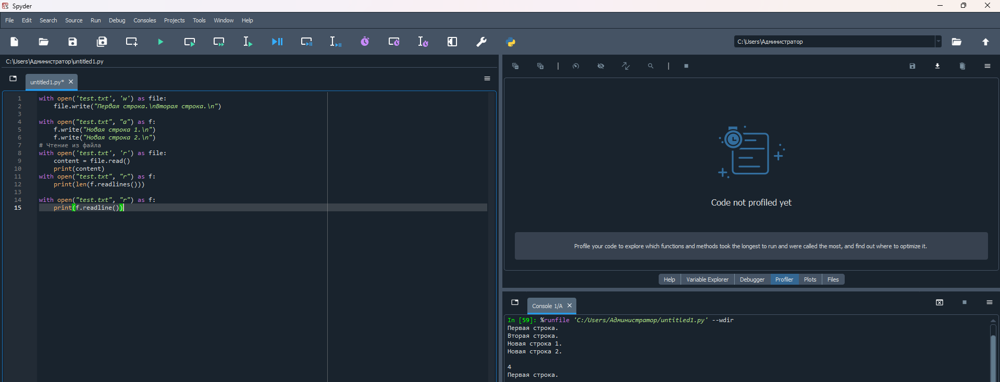 Spyder
File Edit Search Source Run Debug Consoles Projects Tools Window Help
C:\Users\Администратор
C:\Users\Администратор\untitled1.py
untitled1.py*
1 with open('test.txt', 'w') as file:
2     file.write("Первая строка.\nВторая строка.\n")
3
4 with open("test.txt", "a") as f:
5     f.write("Новая строка 1.\n")
6     f.write("Новая строка 2.\n")
7 # Чтение из файла
8 with open('test.txt', 'r') as file:
9     content = file.read()
10     print(content)
11 with open("test.txt", "r") as f:
12     print(len(f.readlines()))
13
14 with open("test.txt", "r") as f:
15     print(f.readline())
Code not profiled yet
Profile your code to explore which functions and methods took the longest to run and were called the most, and find out where to optimize it.
Help Variable Explorer Debugger Profiler Plots Files
Console 1/A
In [59]: %runfile 'C:/Users/Администратор/untitled1.py' --wdir
Первая строка.
Вторая строка.
Новая строка 1.
Новая строка 2.
4
Первая строка.